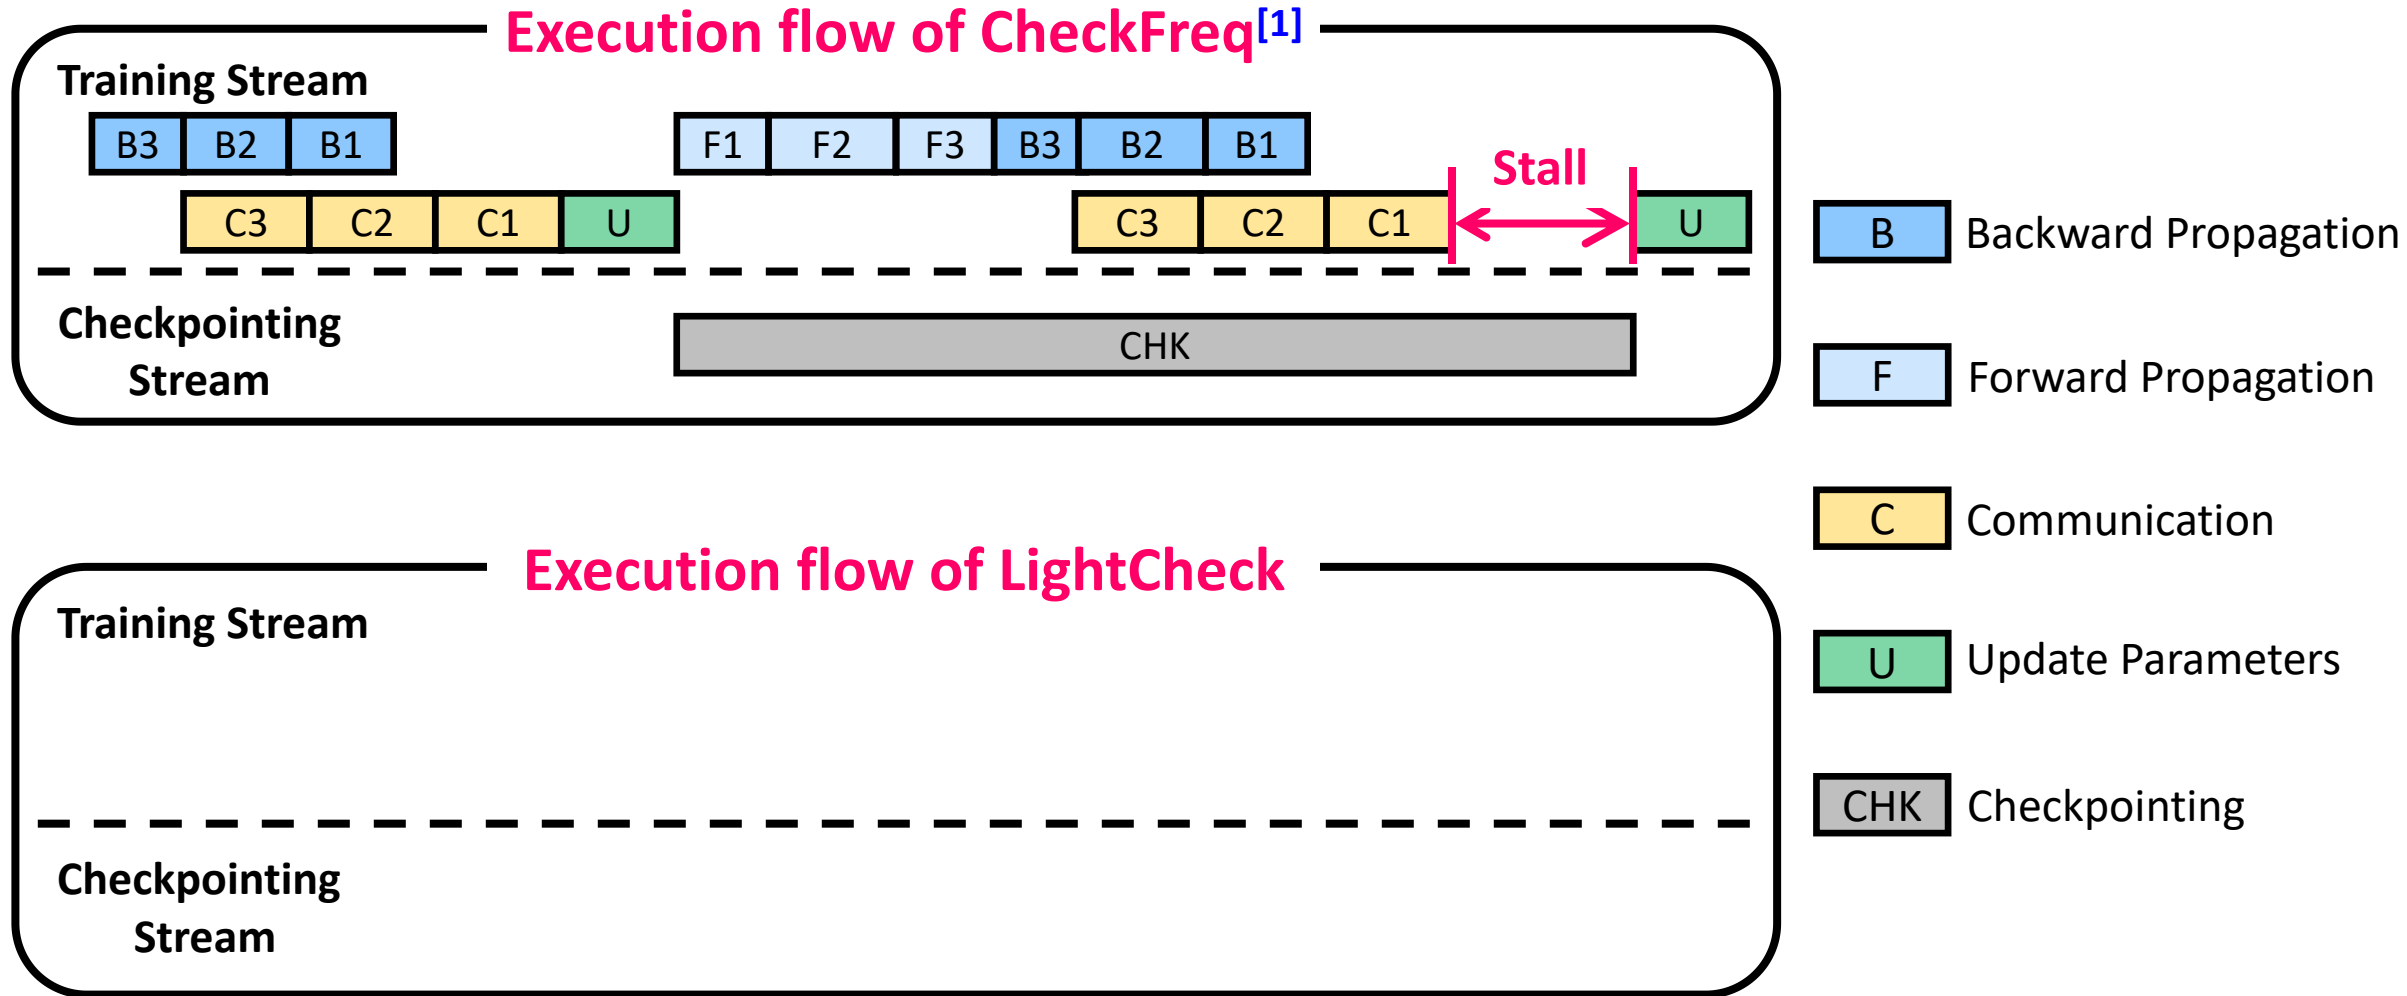 Execution flow of CheckFreq[1]
Training Stream
B3 B2 B1 F1 F2 F3 B3 B2 B1
Stall
C3 C2 C1 U C3 C2 C1 U
Checkpointing
Stream
CHK
B Backward Propagation
F Forward Propagation
C Communication
U Update Parameters
CHK Checkpointing
Execution flow of LightCheck
Training Stream
Checkpointing
Stream